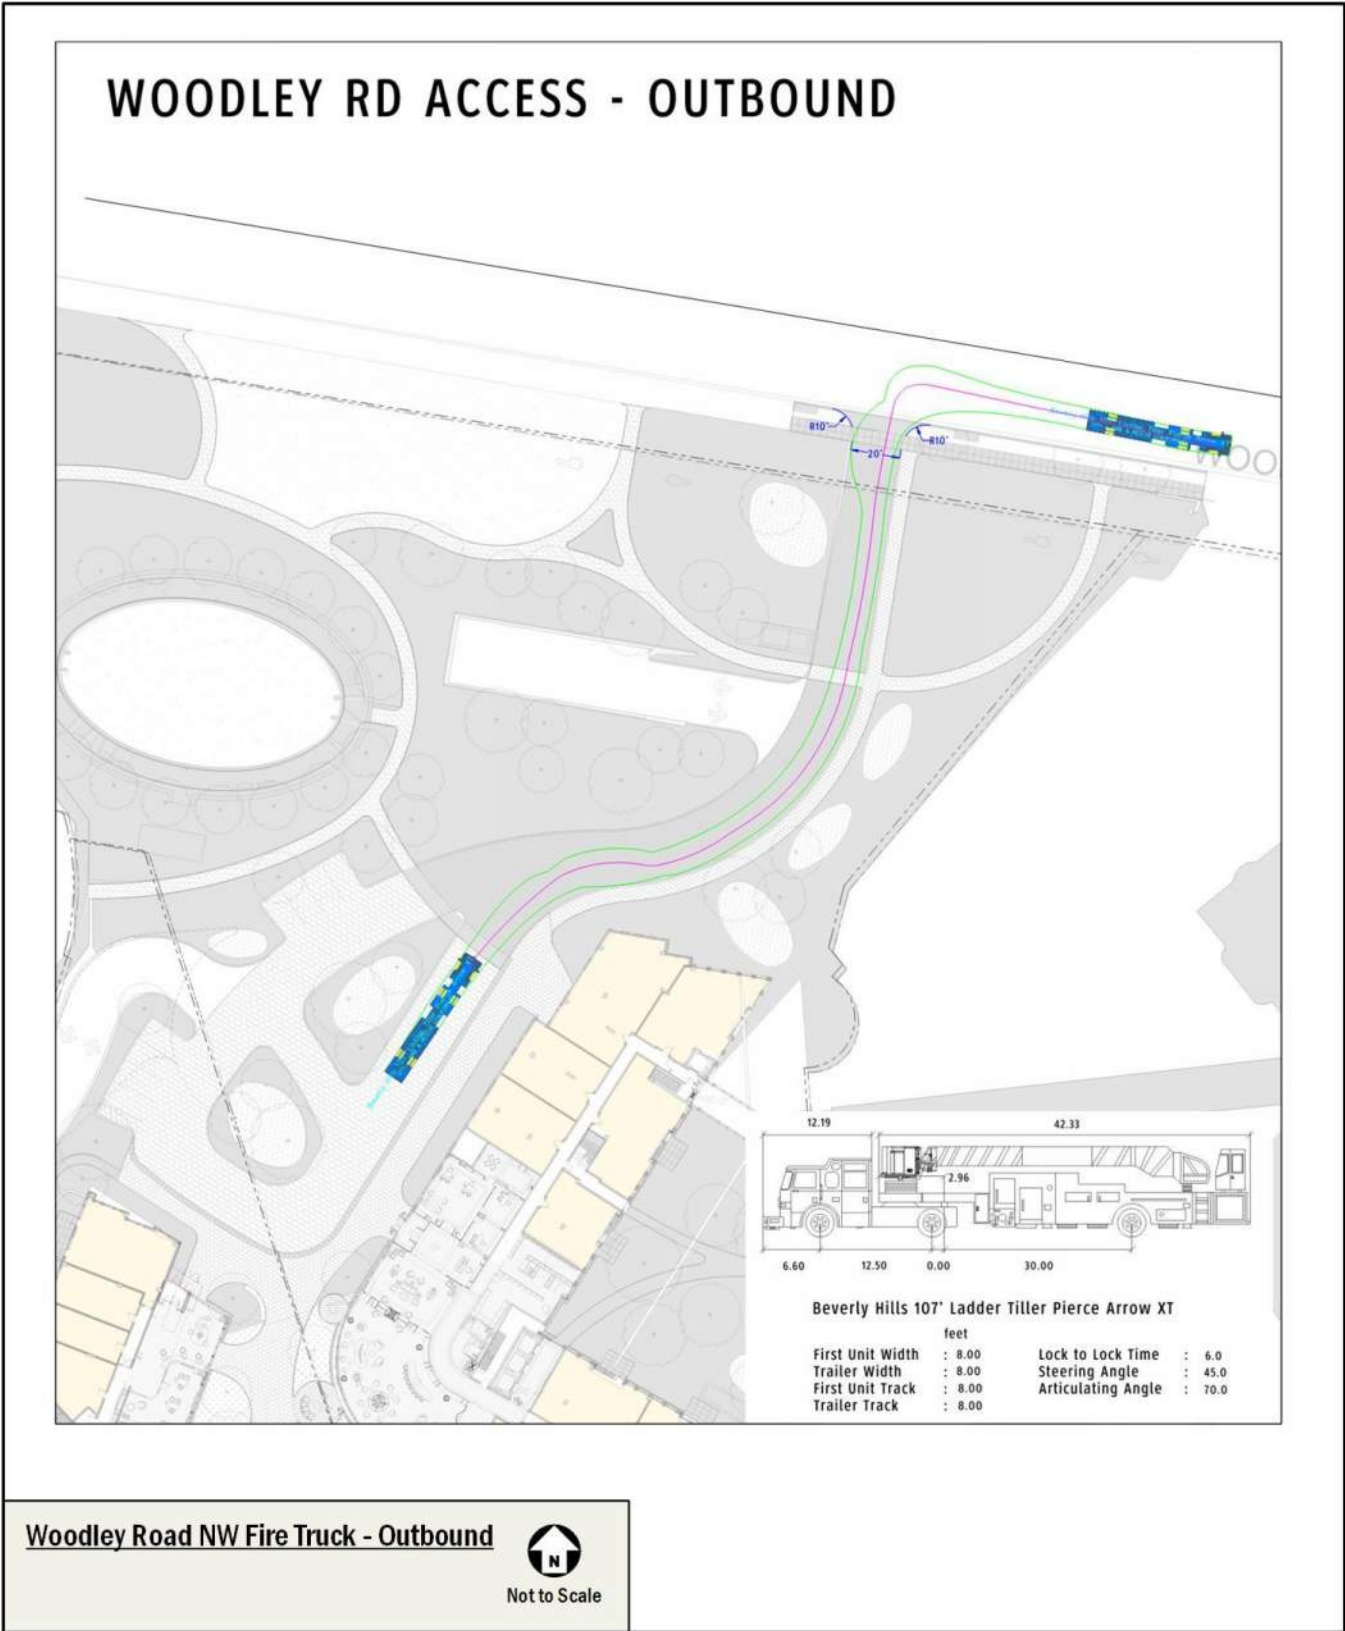 WOODLEY RD ACCESS - OUTBOUND
R10'
R10'
20'
WOO
12.19
42.33
2.96
6.60
12.50
0.00
30.00
Beverly Hills 107' Ladder Tiller Pierce Arrow XT
feet
First Unit Width : 8.00 Lock to Lock Time : 6.0
Trailer Width : 8.00 Steering Angle : 45.0
First Unit Track : 8.00 Articulating Angle : 70.0
Trailer Track : 8.00
Woodley Road NW Fire Truck - Outbound
N
Not to Scale